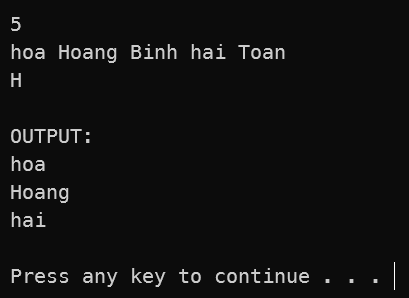 5
hoa Hoang Binh hai Toan
H
OUTPUT:
hoa
Hoang
hai
Press any key to continue . . .